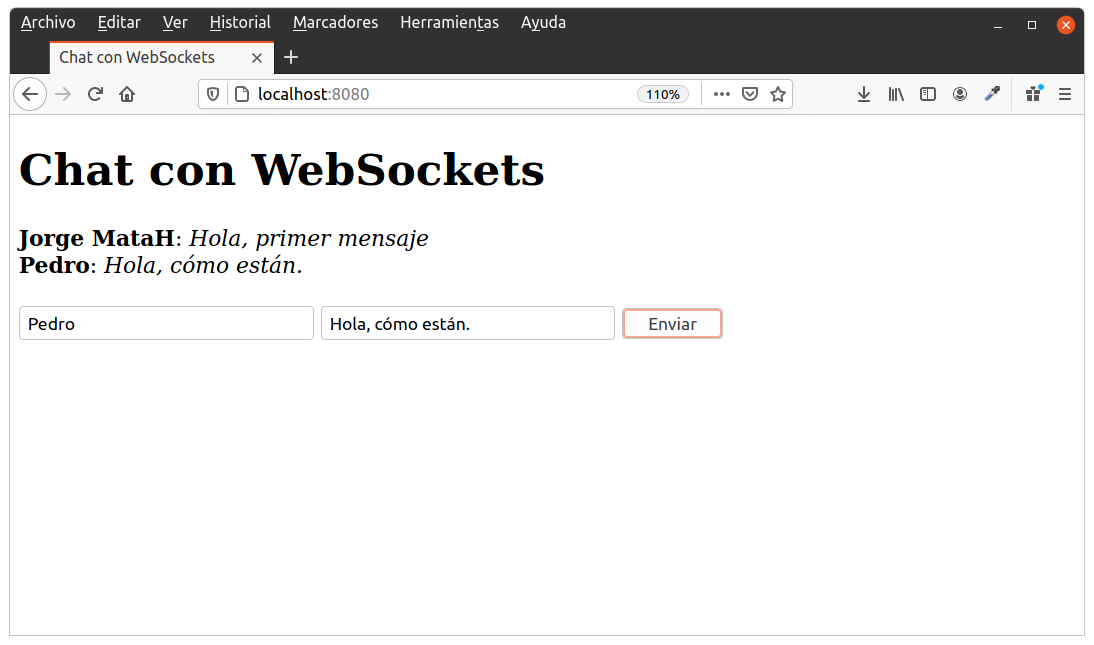 Archivo Editar Ver Historial Marcadores Herramientas Ayuda
Chat con WebSockets
localhost:8080 110%
Chat con WebSockets
Jorge MataH: Hola, primer mensaje
Pedro: Hola, cómo están.
Pedro Hola, cómo están. Enviar